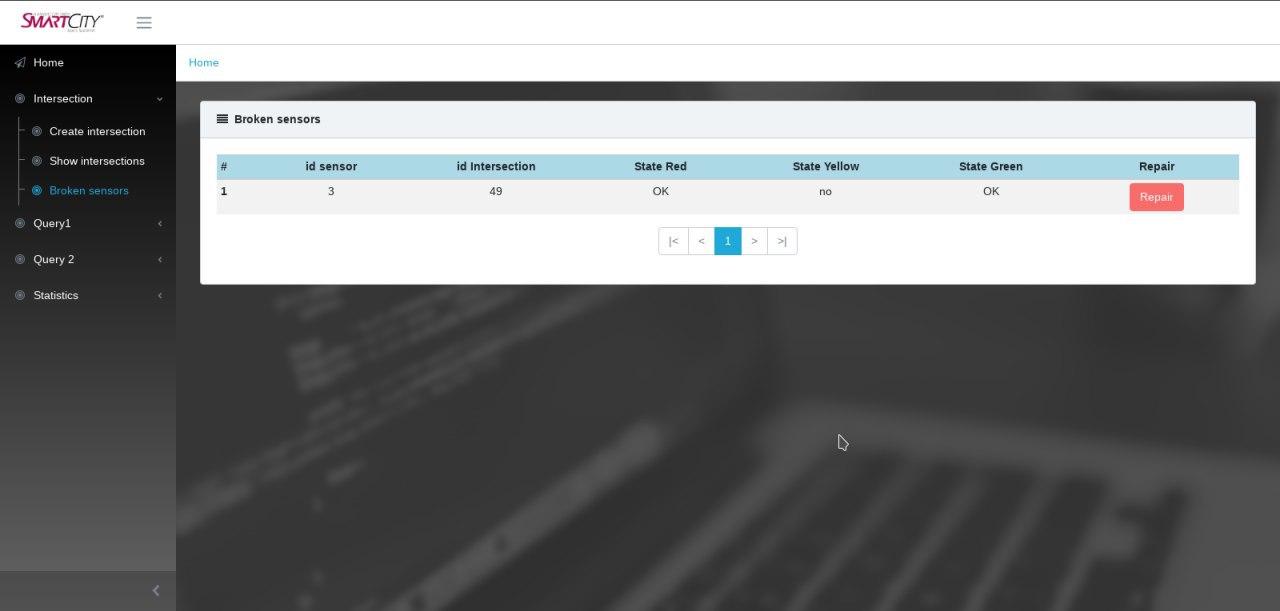 SMARTCITY
Home
Home
Intersection
Create intersection
Show intersections
Broken sensors
Query1
Query 2
Statistics
Broken sensors
# id sensor id Intersection State Red State Yellow State Green Repair
1 3 49 OK no OK Repair
|< < 1 > >|